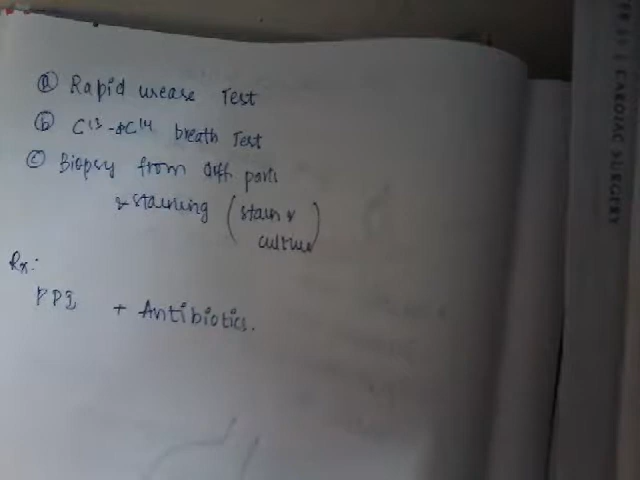 ⓐ Rapid urease Test
ⓑ C¹³-&C¹⁴ breath Test
ⓒ Biopsy from diff parts
& staining (stain & culture)
Rx:
PPI + Antibiotics.
CARDIAC SURGERY